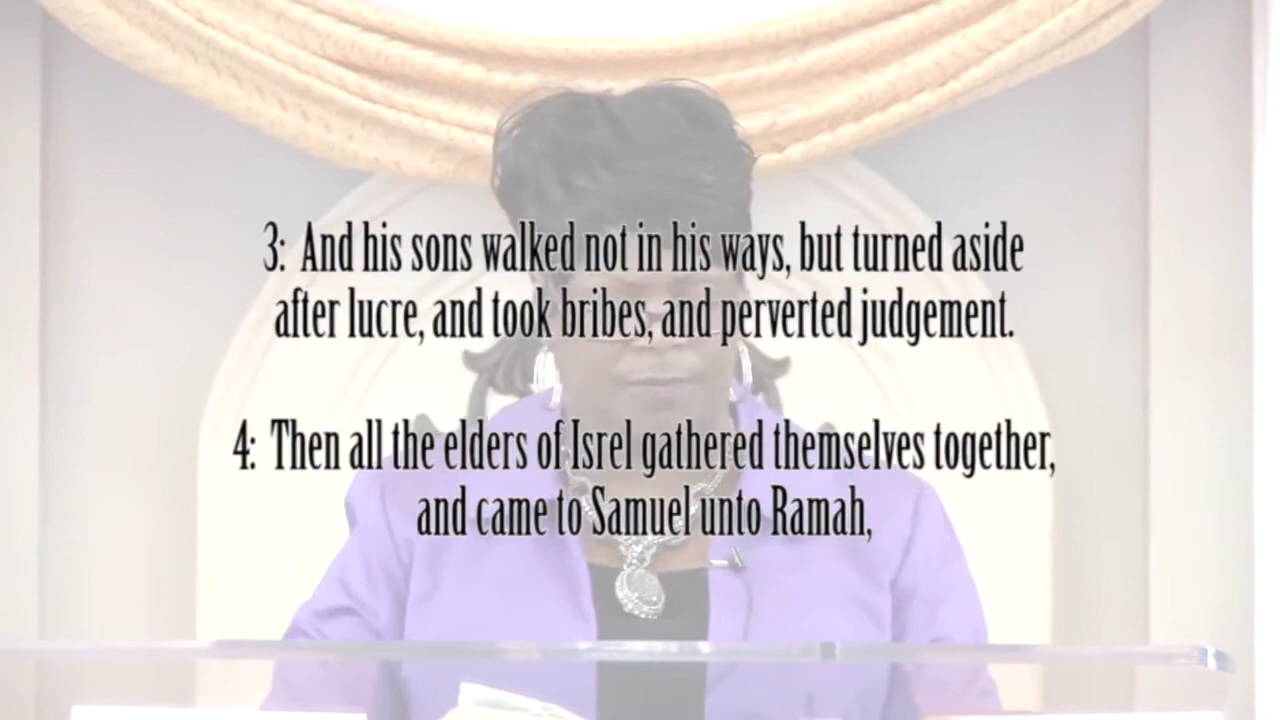 3: And his sons walked not in his ways, but turned aside
after lucre, and took bribes, and perverted judgement.
4: Then all the elders of Isrel gathered themselves together,
and came to Samuel unto Ramah,